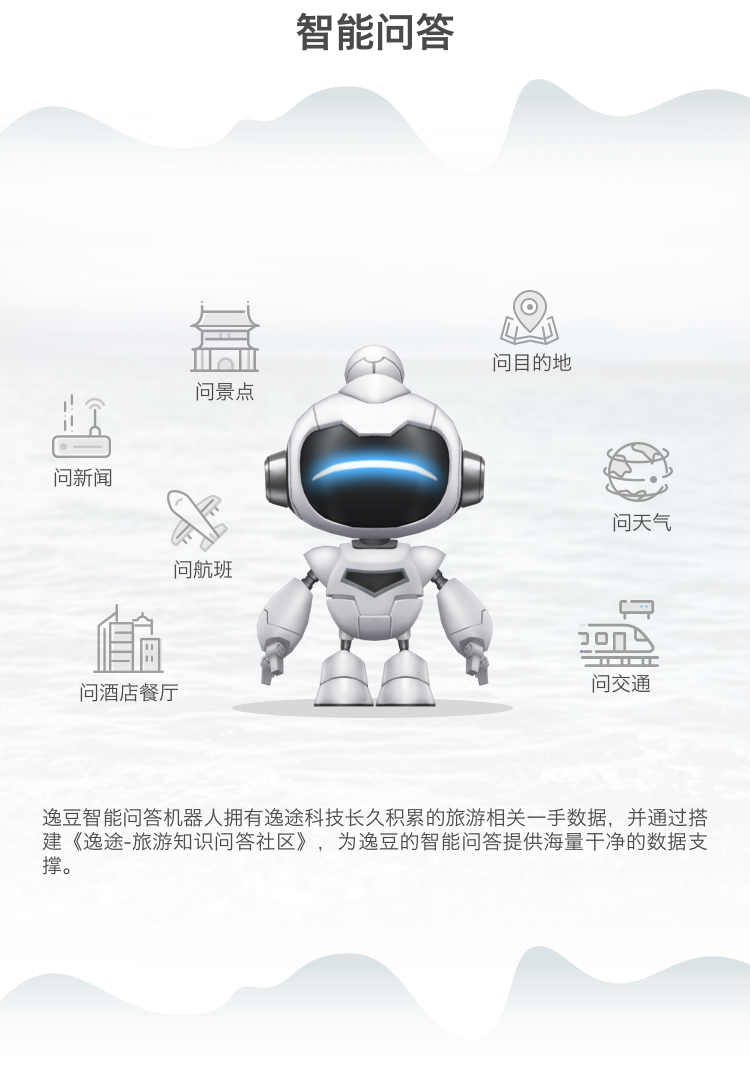 智能问答
问目的地
问景点
问新闻
问天气
问航班
问交通
问酒店餐厅
逸豆智能问答机器人拥有逸途科技长久积累的旅游相关一手数据，并通过搭
建《逸途-旅游知识问答社区》，为逸豆的智能问答提供海量干净的数据支
撑。